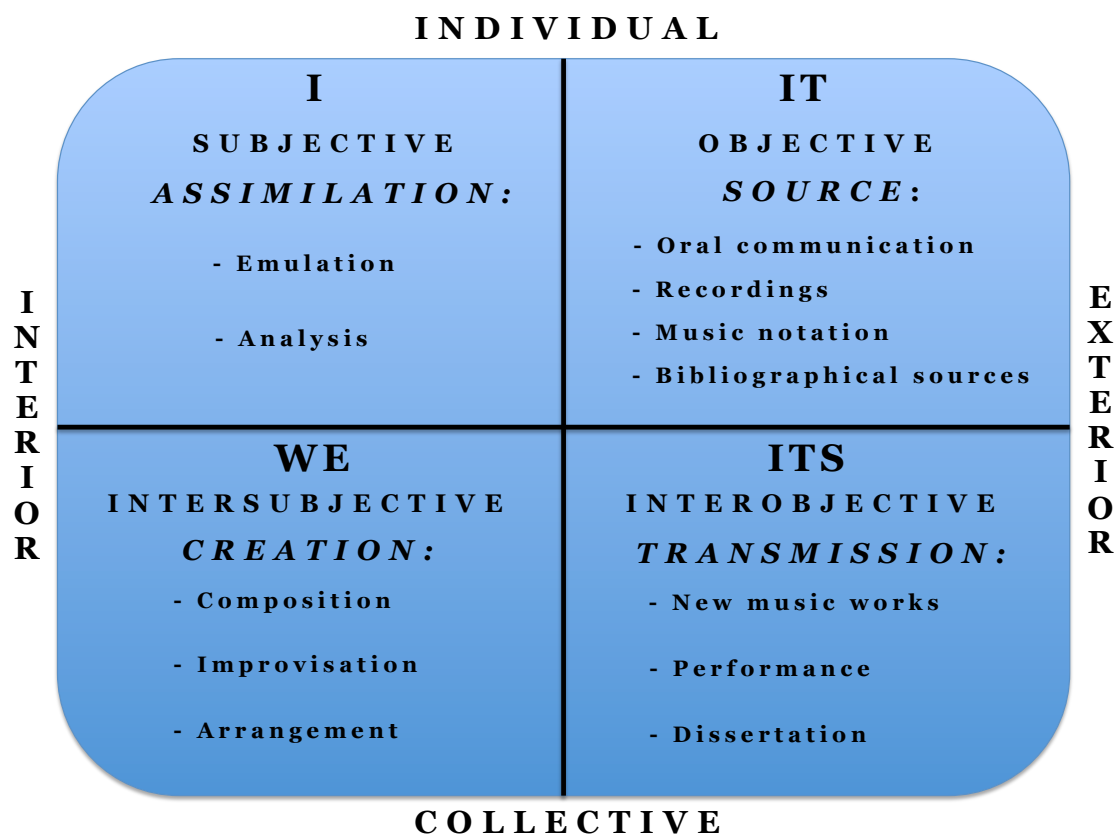 INDIVIDUAL
I
SUBJECTIVE
ASSIMILATION:
- Emulation
- Analysis
IT
OBJECTIVE
SOURCE:
- Oral communication
- Recordings
- Music notation
- Bibliographical sources
INTERIOR
EXTERIOR
WE
INTERSUBJECTIVE
CREATION:
- Composition
- Improvisation
- Arrangement
ITS
INTEROBJECTIVE
TRANSMISSION:
- New music works
- Performance
- Dissertation
COLLECTIVE